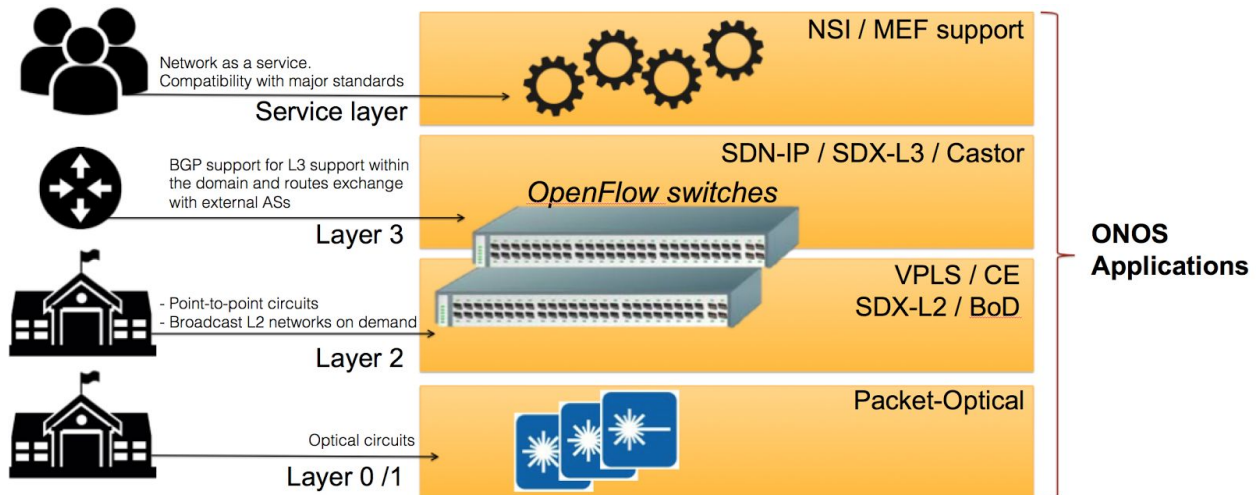 NSI / MEF support
Network as a service.
Compatibility with major standards
Service layer
SDN-IP / SDX-L3 / Castor
BGP support for L3 support within
the domain and routes exchange
with external ASs
OpenFlow switches
Layer 3
ONOS
Applications
VPLS / CE
SDX-L2 / BoD
- Point-to-point circuits
- Broadcast L2 networks on demand
Layer 2
Packet-Optical
Optical circuits
Layer 0 /1